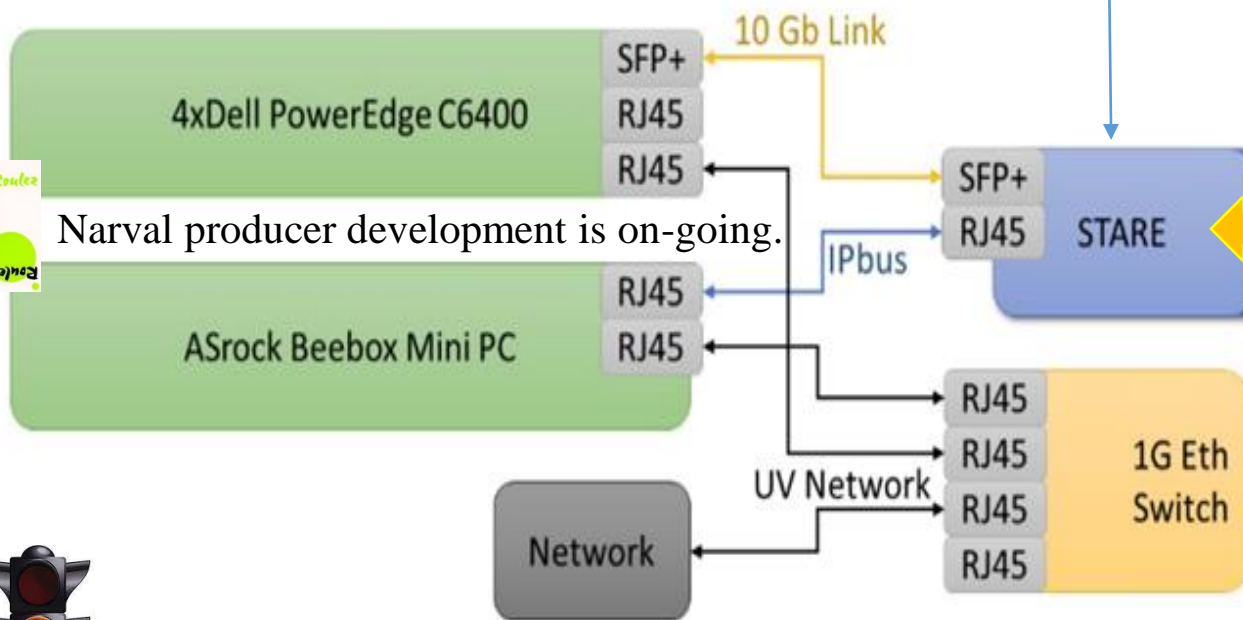 10 Gb Link
SFP+
4xDell PowerEdge C6400
RJ45
RJ45
SFP+
RJ45
STARE
Narval producer development is on-going.
IPbus
RJ45
ASrock Beebox Mini PC
RJ45
RJ45
RJ45
1G Eth
Switch
UV Network
RJ45
Network
RJ45